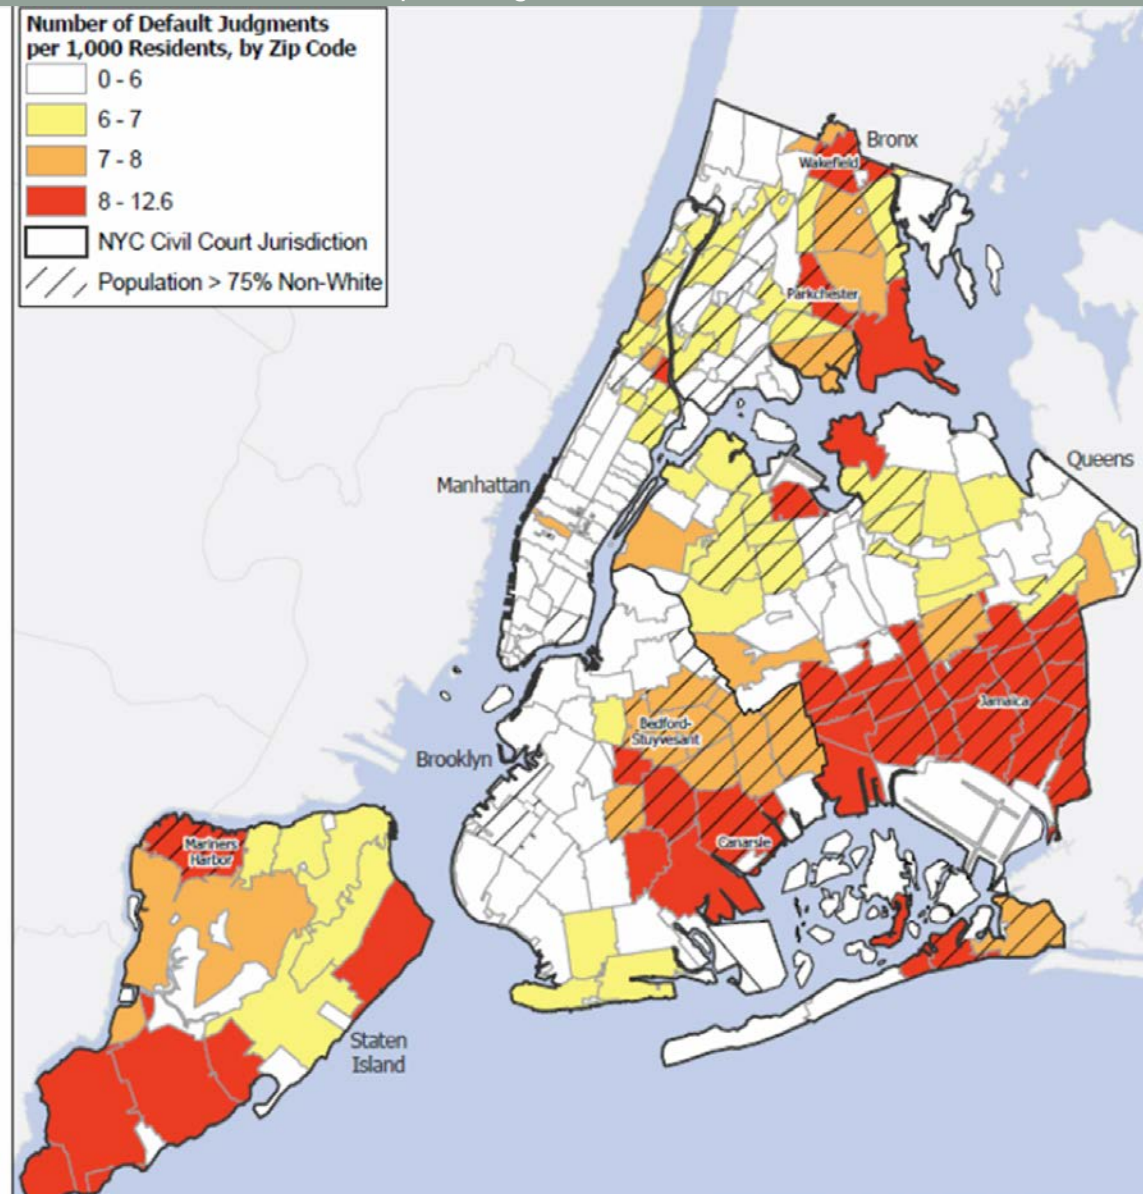 Number of Default Judgments
per 1,000 Residents, by Zip Code
0 - 6
6 - 7
7 - 8
8 - 12.6
NYC Civil Court Jurisdiction
Population > 75% Non-White
Bronx
Wakefield
Parkchester
Queens
Manhattan
Jamaica
Bedford-
Stuyvesant
Brooklyn
Canarsie
Mariners
Harbor
Staten
Island